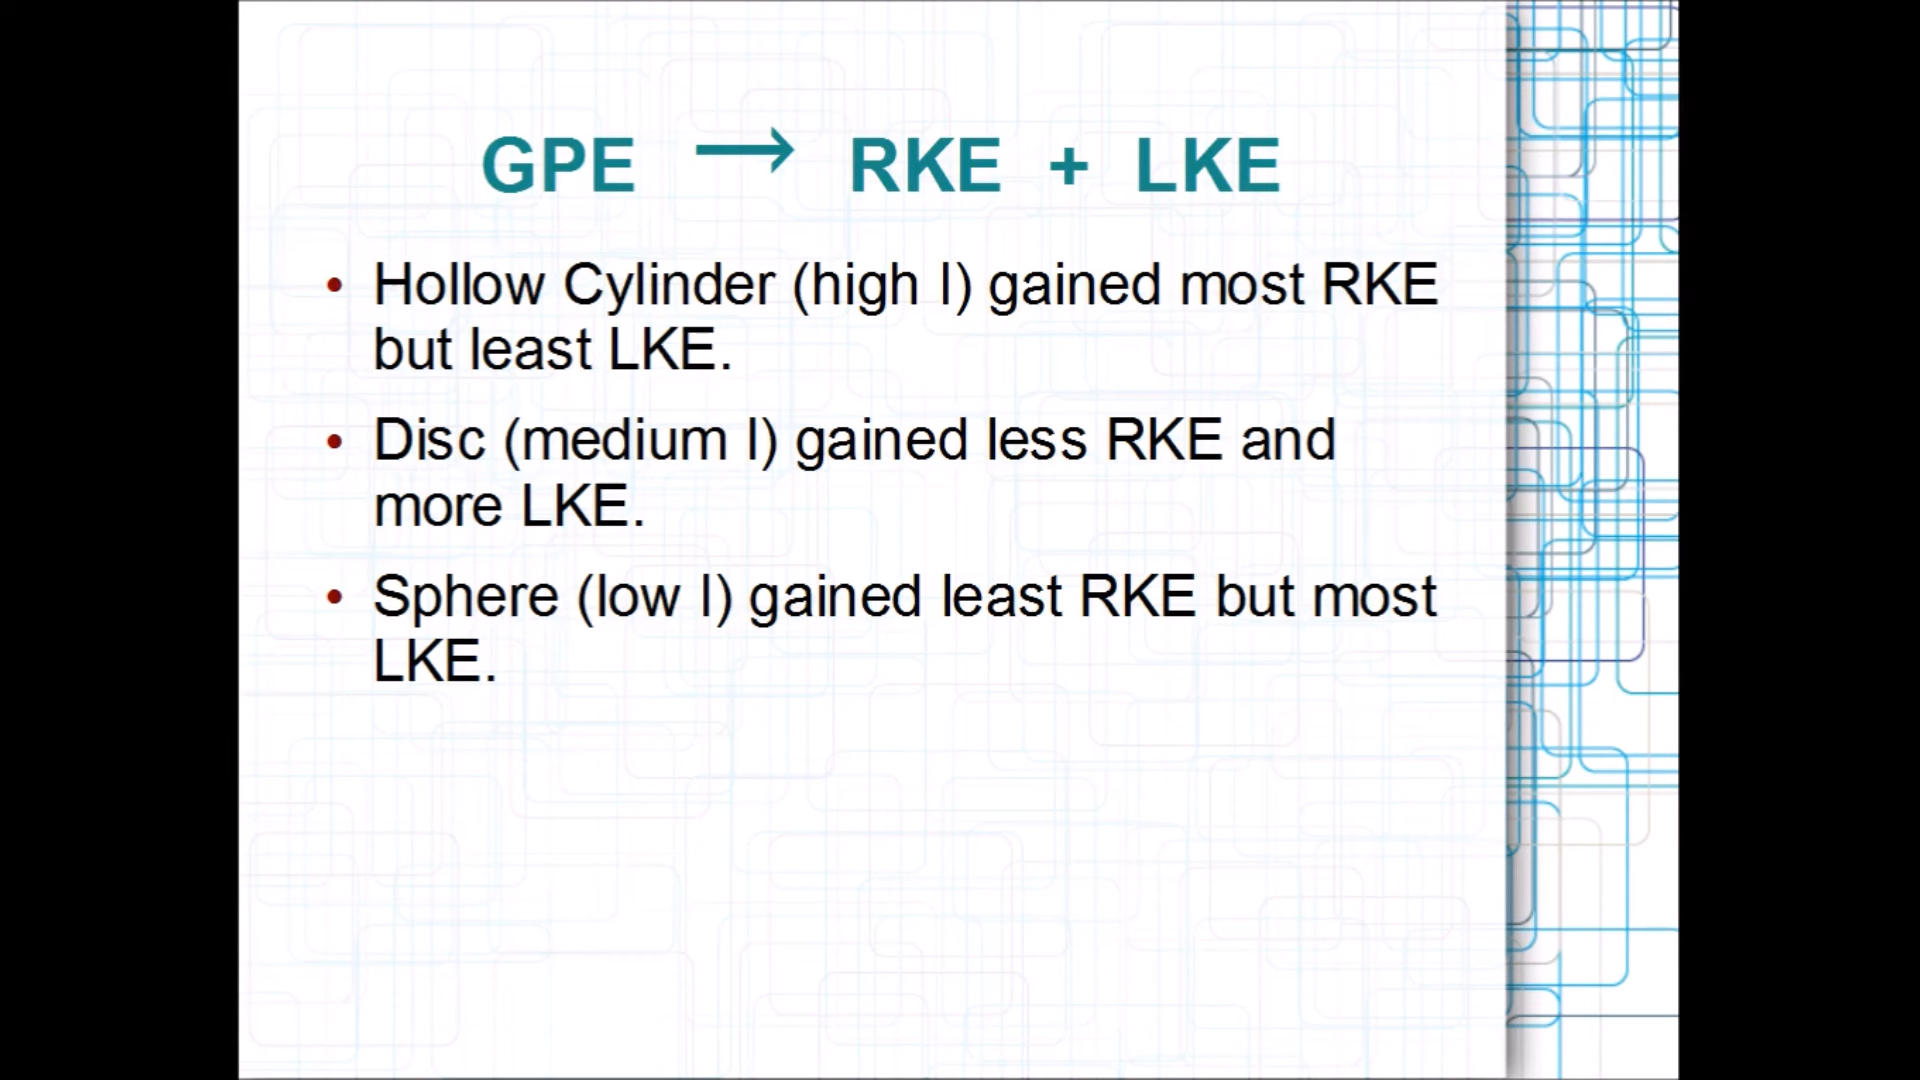 GPE → RKE + LKE
• Hollow Cylinder (high I) gained most RKE
but least LKE.
• Disc (medium I) gained less RKE and
more LKE.
• Sphere (low I) gained least RKE but most
LKE.